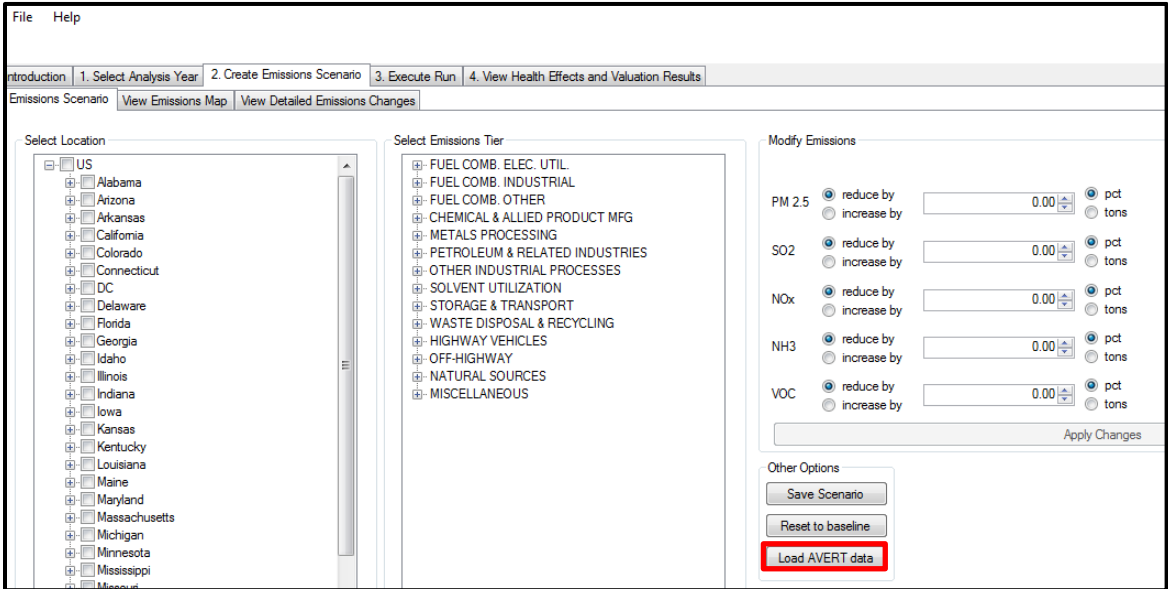 File Help
ntroduction 1. Select Analysis Year 2. Create Emissions Scenario 3. Execute Run 4. View Health Effects and Valuation Results
Emissions Scenario View Emissions Map View Detailed Emissions Changes
Select Location
US
Alabama
Arizona
Arkansas
California
Colorado
Connecticut
DC
Delaware
Florida
Georgia
Idaho
Illinois
Indiana
Iowa
Kansas
Kentucky
Louisiana
Maine
Maryland
Massachusetts
Michigan
Minnesota
Mississippi
Missouri
Select Emissions Tier
FUEL COMB. ELEC. UTIL.
FUEL COMB. INDUSTRIAL
FUEL COMB. OTHER
CHEMICAL & ALLIED PRODUCT MFG
METALS PROCESSING
PETROLEUM & RELATED INDUSTRIES
OTHER INDUSTRIAL PROCESSES
SOLVENT UTILIZATION
STORAGE & TRANSPORT
WASTE DISPOSAL & RECYCLING
HIGHWAY VEHICLES
OFF-HIGHWAY
NATURAL SOURCES
MISCELLANEOUS
Modify Emissions
PM 2.5 reduce by 0.00 pct
increase by tons
SO2 reduce by 0.00 pct
increase by tons
NOx reduce by 0.00 pct
increase by tons
NH3 reduce by 0.00 pct
increase by tons
VOC reduce by 0.00 pct
increase by tons
Apply Changes
Other Options
Save Scenario
Reset to baseline
Load AVERT data